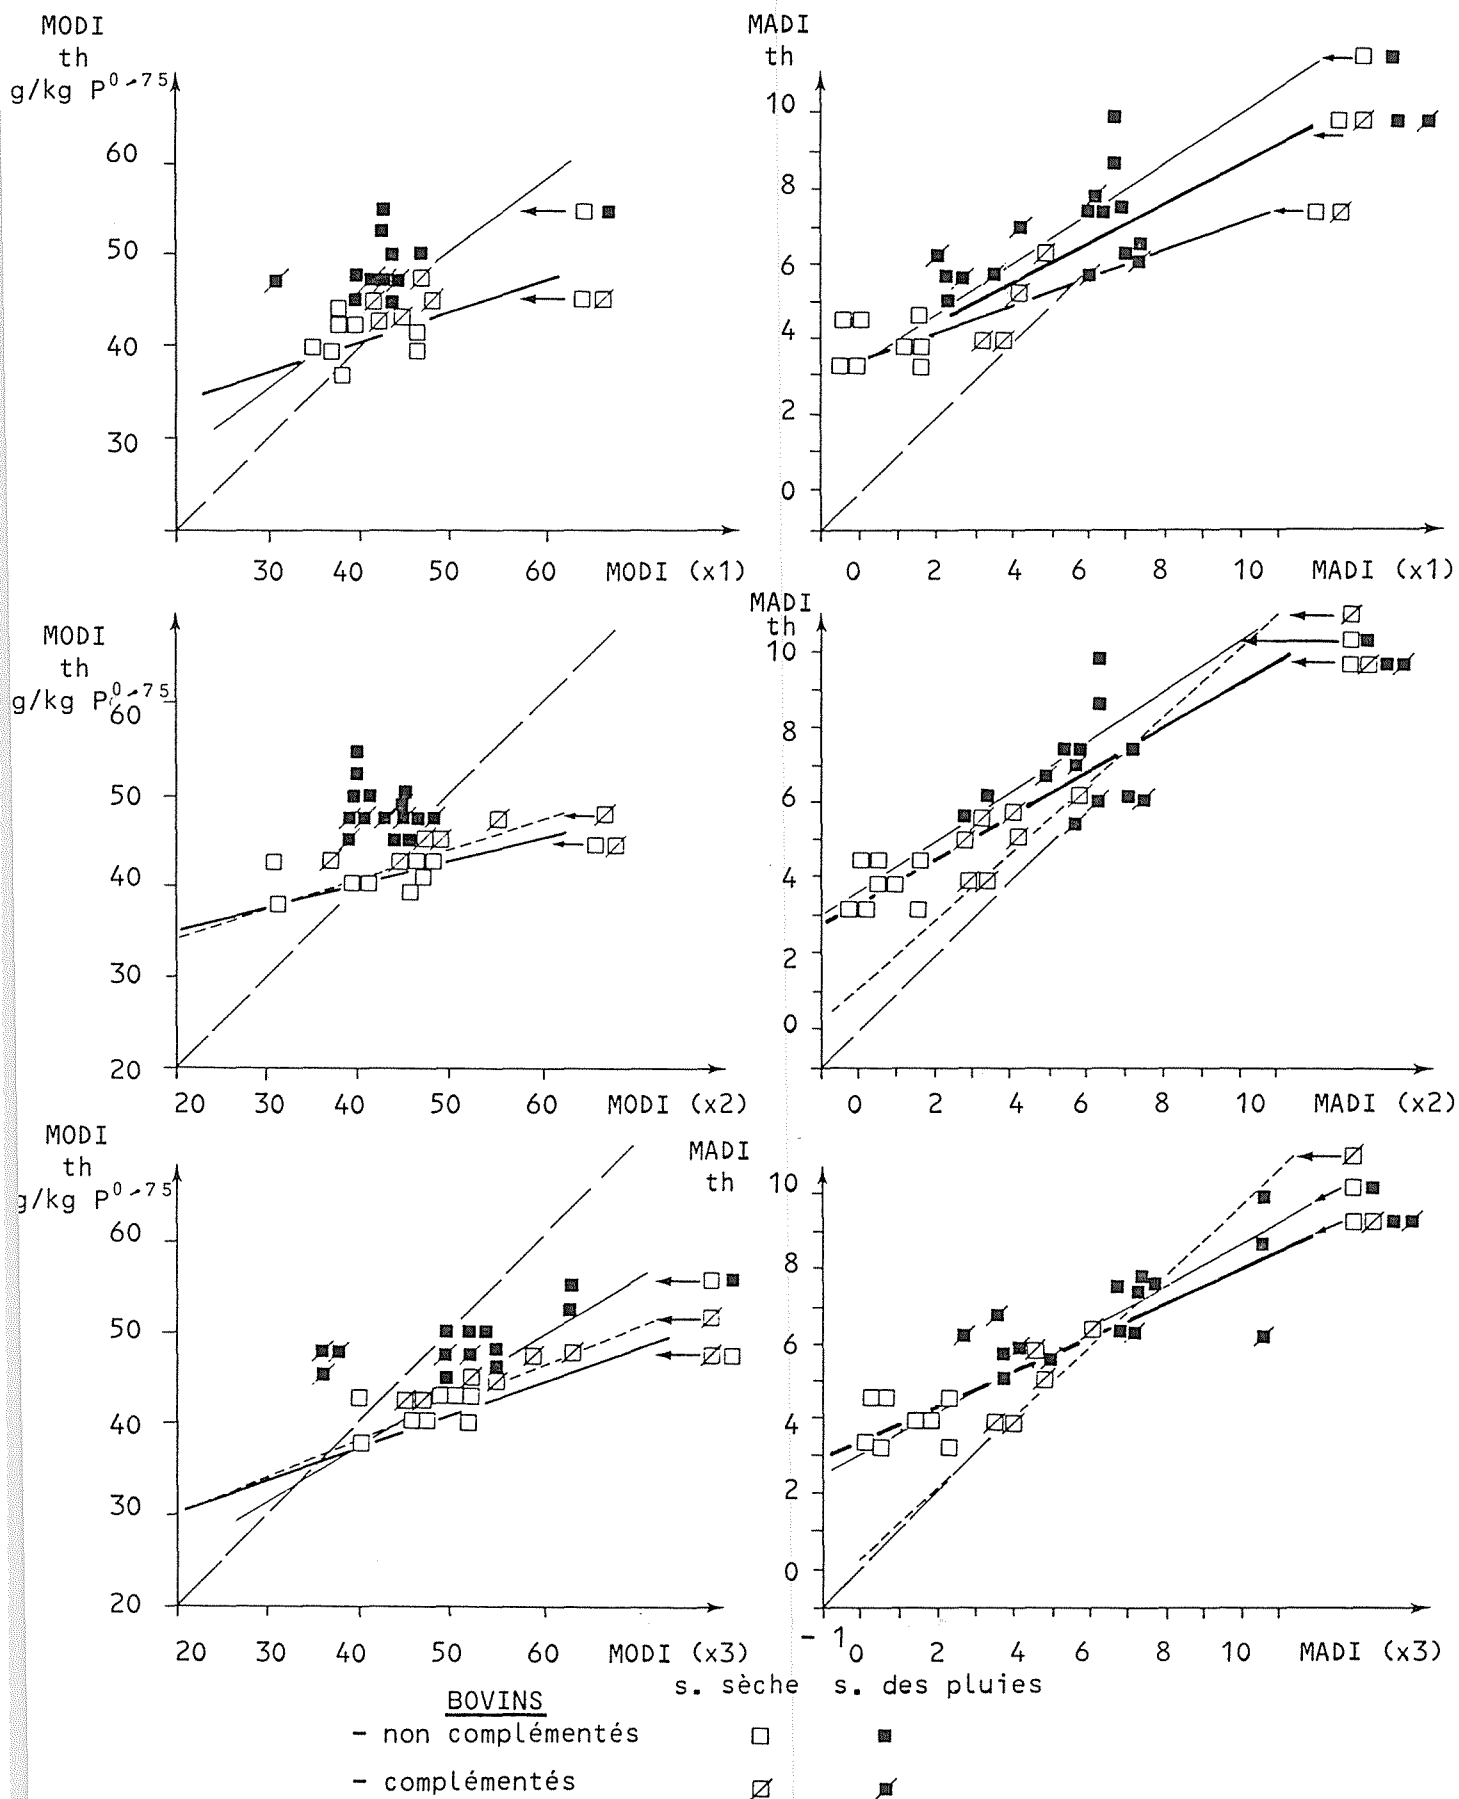 MODI
th
g/kg P0.75
60
50
40
30
30 40 50 60 MODI (x1)
MADI
th
10
8
6
4
2
0
0 2 4 6 8 10 MADI (x1)
MODI
th
g/kg P0.75
60
50
40
30
20
20 30 40 50 60 MODI (x2)
MADI
th
10
8
6
4
2
0
0 2 4 6 8 10 MADI (x2)
MODI
th
g/kg P0.75
60
50
40
30
20
20 30 40 50 60 MODI (x3)
MADI
th
10
8
6
4
2
0
-1 0 2 4 6 8 10 MADI (x3)
s. sèche s. des pluies
BOVINS
- non complémentés
- complémentés